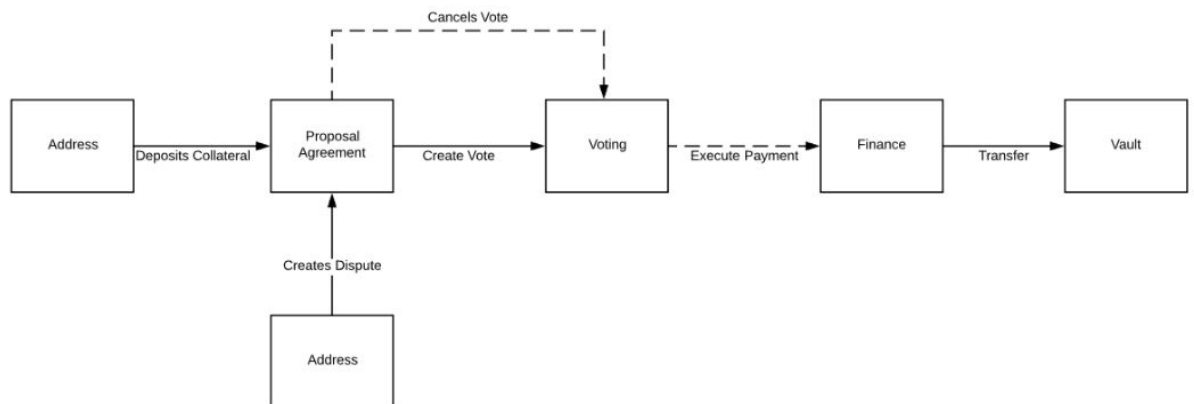 Cancels Vote
Address
Deposits Collateral
Proposal
Agreement
Create Vote
Voting
Execute Payment
Finance
Transfer
Vault
Creates Dispute
Address